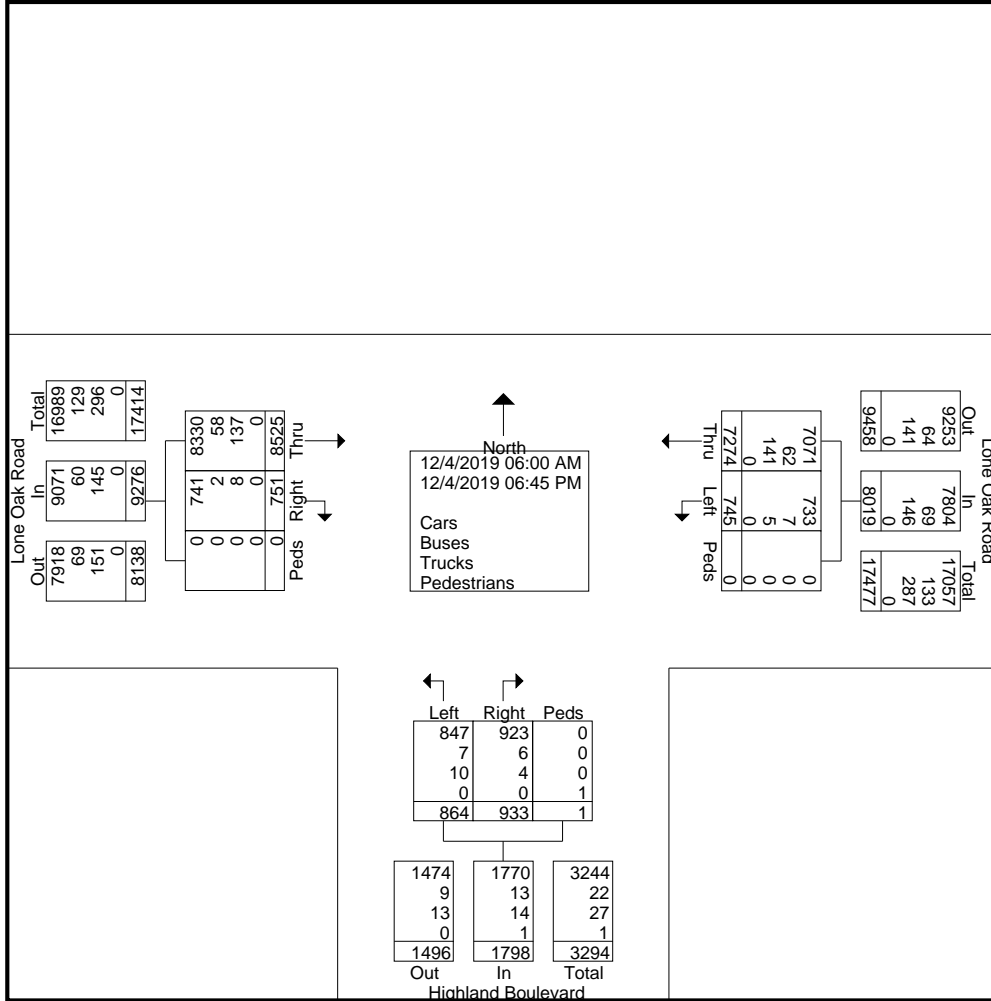 North
12/4/2019 06:00 AM
12/4/2019 06:45 PM
Cars
Buses
Trucks
Pedestrians
Lone Oak Road
Out In Total
7918 9071 16989
69 60 129
151 145 296
0 0 0
8138 9276 17414
Peds Right Thru
0 741 8330
0 2 58
0 8 137
0 0 0
0 751 8525
Lone Oak Road
Out In Total
9253 7804 17057
64 69 133
141 146 287
0 0 0
9458 8019 17477
Thru Left Peds
7071 733 0
62 7 0
141 5 0
0 0 0
7274 745 0
Left Right Peds
847 923 0
7 6 0
10 4 0
0 0 1
864 933 1
1474 1770 3244
9 13 22
13 14 27
0 1 1
1496 1798 3294
Out In Total
Highland Boulevard